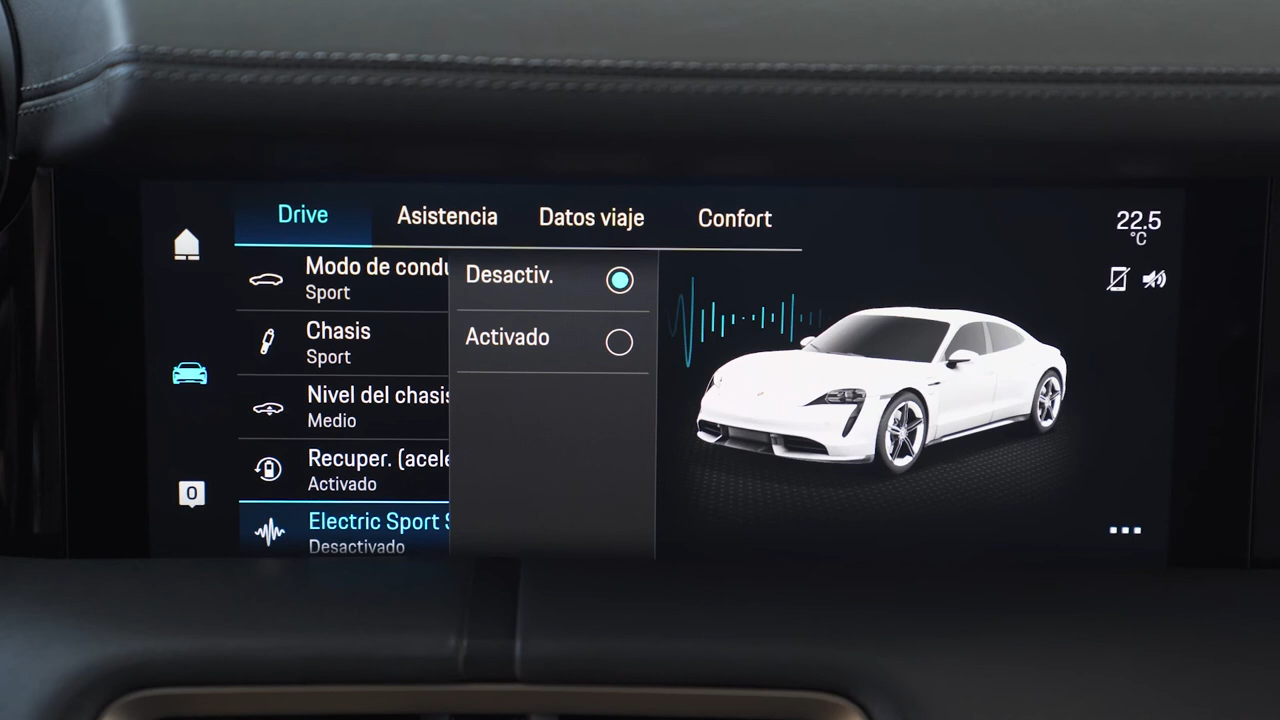 Drive
Asistencia
Datos viaje
Confort
22.5
°C
Modo de condu
Sport
Chasis
Sport
Nivel del chasis
Medio
Recuper. (acele
Activado
Electric Sport S
Desactivado
Desactiv.
Activado
0